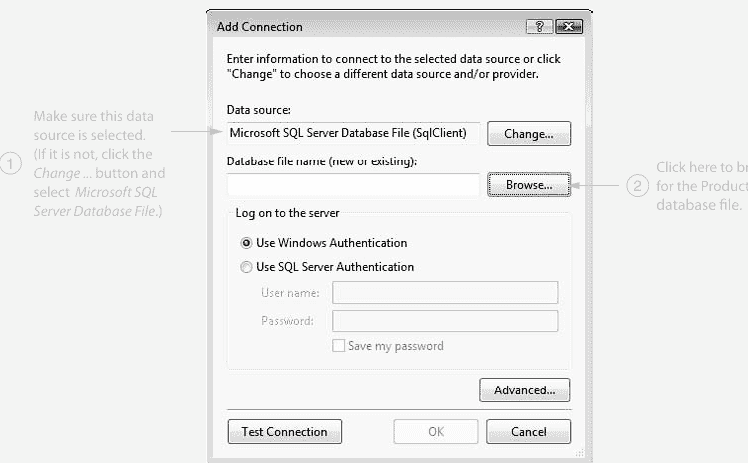 Add Connection
Enter information to connect to the selected data source or click
"Change" to choose a different data source and/or provider.
Data source:
Microsoft SQL Server Database File (SqlClient)
Change...
Database file name (new or existing):
Browse...
Log on to the server
Use Windows Authentication
Use SQL Server Authentication
User name:
Password:
Save my password
Advanced...
Test Connection
OK
Cancel
1
Make sure this data
source is selected.
(If it is not, click the
Change ... button and
select Microsoft SQL
Server Database File.)
2
Click here to
for the Product
database file.